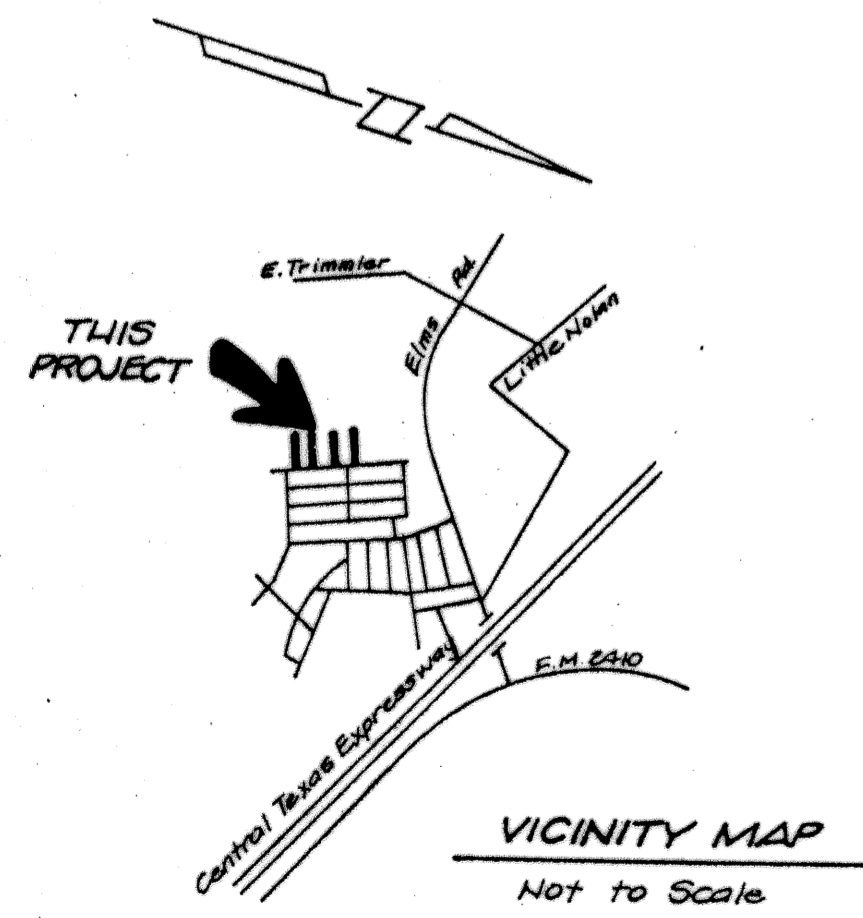 E. Trimmier
Elms Rd.
Little Nolan
THIS
PROJECT
Central Texas Expressway
F.M. 2410
VICINITY MAP
Not to Scale